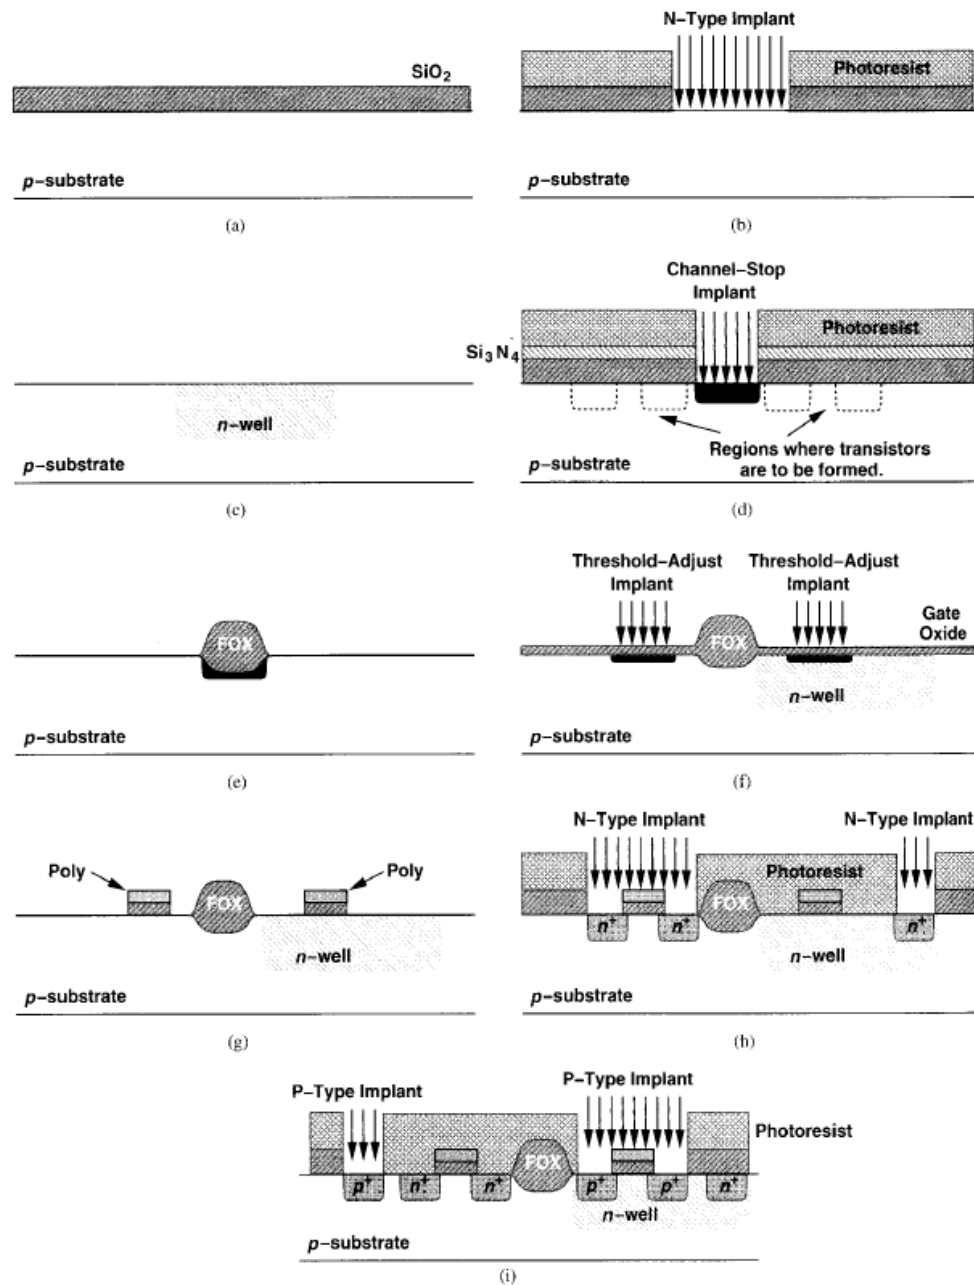 SiO₂
p-substrate
(a)
N-Type Implant
Photoresist
p-substrate
(b)
n-well
p-substrate
(c)
Channel-Stop
Implant
Photoresist
Si₃N₄
Regions where transistors
are to be formed.
p-substrate
(d)
FOX
p-substrate
(e)
Threshold-Adjust
Implant
Threshold-Adjust
Implant
Gate
Oxide
FOX
n-well
p-substrate
(f)
Poly
Poly
FOX
n-well
p-substrate
(g)
N-Type Implant
N-Type Implant
Photoresist
FOX
n⁺
n⁺
n⁺
n-well
p-substrate
(h)
P-Type Implant
P-Type Implant
Photoresist
FOX
p⁺
n⁺
n⁺
p⁺
p⁺
n⁺
n-well
p-substrate
(i)